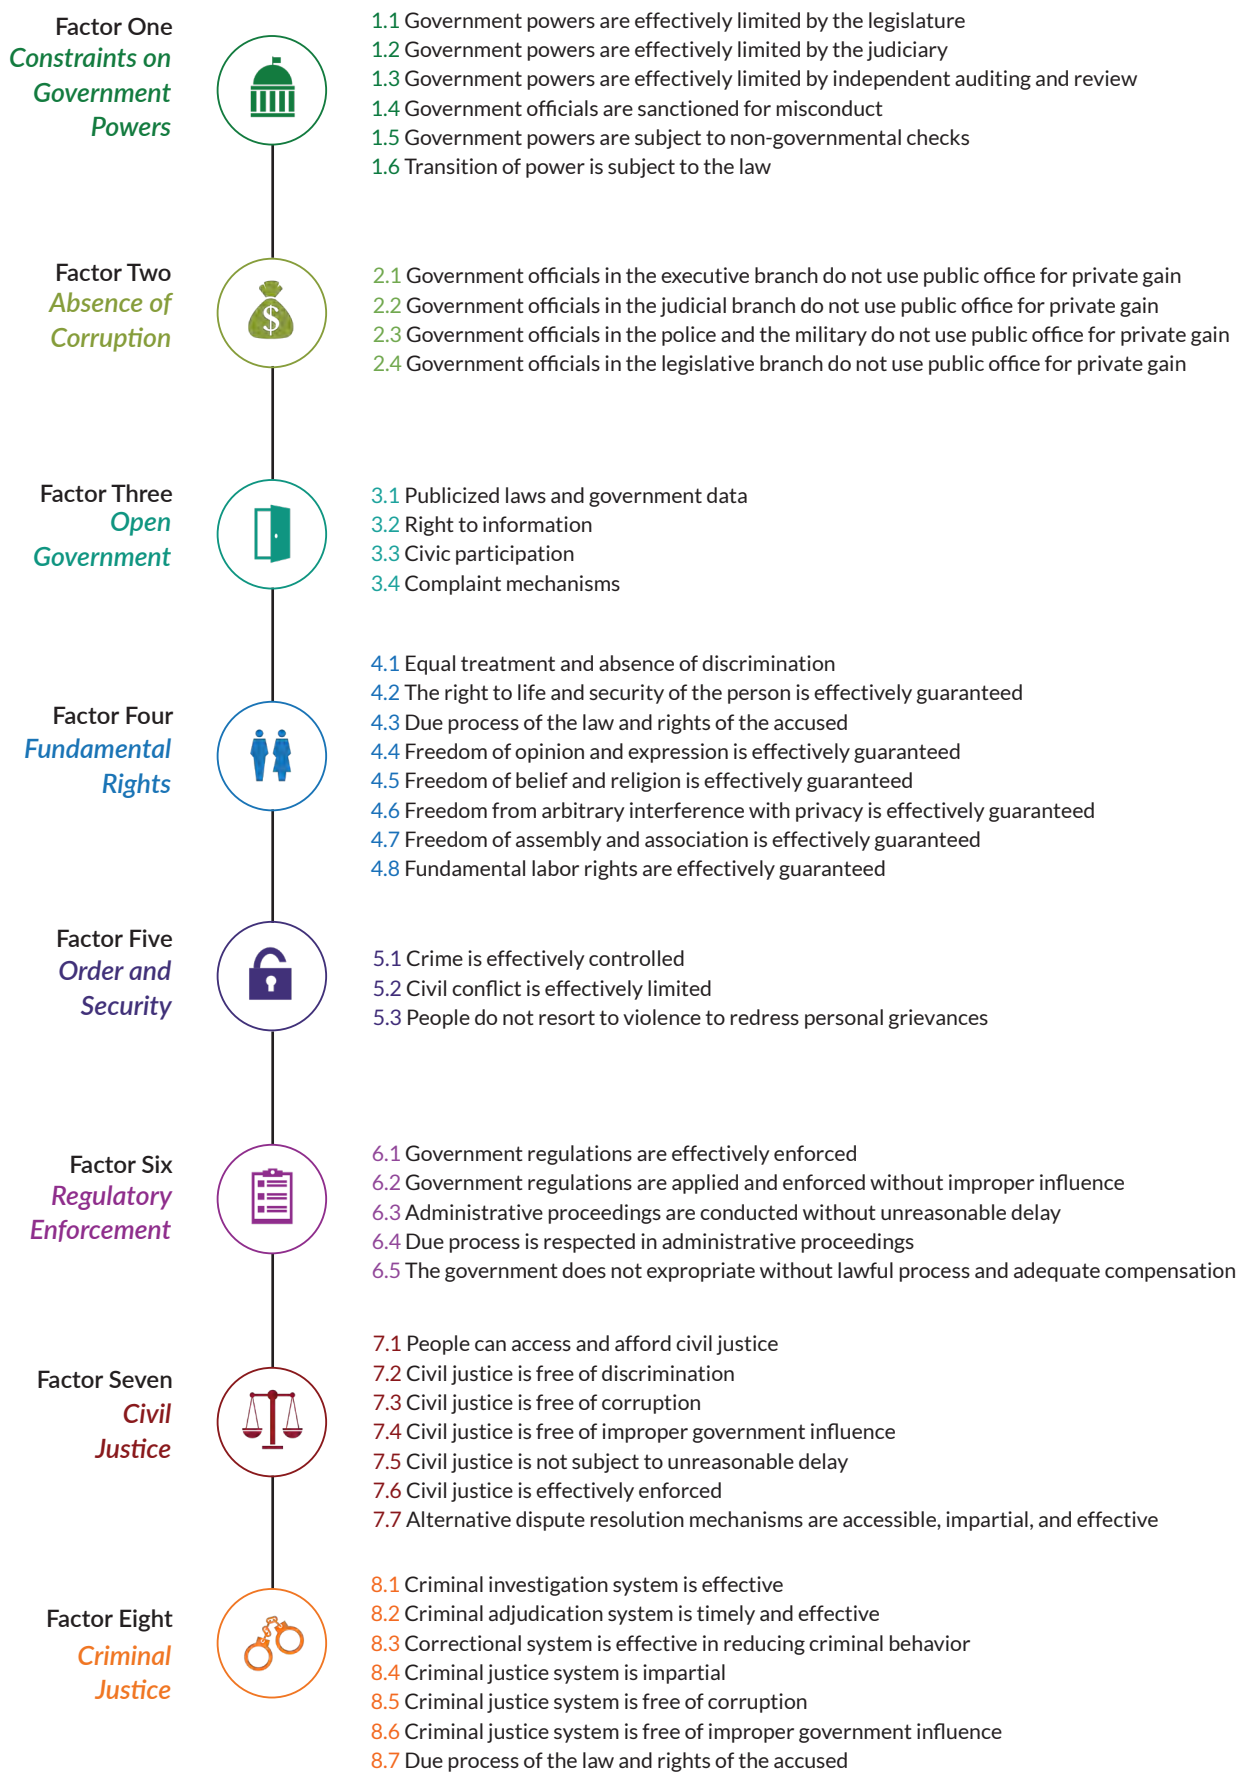 Factor One
Constraints on
Government
Powers
1.1 Government powers are effectively limited by the legislature
1.2 Government powers are effectively limited by the judiciary
1.3 Government powers are effectively limited by independent auditing and review
1.4 Government officials are sanctioned for misconduct
1.5 Government powers are subject to non-governmental checks
1.6 Transition of power is subject to the law
Factor Two
Absence of
Corruption
$
2.1 Government officials in the executive branch do not use public office for private gain
2.2 Government officials in the judicial branch do not use public office for private gain
2.3 Government officials in the police and the military do not use public office for private gain
2.4 Government officials in the legislative branch do not use public office for private gain
Factor Three
Open
Government
3.1 Publicized laws and government data
3.2 Right to information
3.3 Civic participation
3.4 Complaint mechanisms
Factor Four
Fundamental
Rights
4.1 Equal treatment and absence of discrimination
4.2 The right to life and security of the person is effectively guaranteed
4.3 Due process of the law and rights of the accused
4.4 Freedom of opinion and expression is effectively guaranteed
4.5 Freedom of belief and religion is effectively guaranteed
4.6 Freedom from arbitrary interference with privacy is effectively guaranteed
4.7 Freedom of assembly and association is effectively guaranteed
4.8 Fundamental labor rights are effectively guaranteed
Factor Five
Order and
Security
5.1 Crime is effectively controlled
5.2 Civil conflict is effectively limited
5.3 People do not resort to violence to redress personal grievances
Factor Six
Regulatory
Enforcement
6.1 Government regulations are effectively enforced
6.2 Government regulations are applied and enforced without improper influence
6.3 Administrative proceedings are conducted without unreasonable delay
6.4 Due process is respected in administrative proceedings
6.5 The government does not expropriate without lawful process and adequate compensation
Factor Seven
Civil
Justice
7.1 People can access and afford civil justice
7.2 Civil justice is free of discrimination
7.3 Civil justice is free of corruption
7.4 Civil justice is free of improper government influence
7.5 Civil justice is not subject to unreasonable delay
7.6 Civil justice is effectively enforced
7.7 Alternative dispute resolution mechanisms are accessible, impartial, and effective
Factor Eight
Criminal
Justice
8.1 Criminal investigation system is effective
8.2 Criminal adjudication system is timely and effective
8.3 Correctional system is effective in reducing criminal behavior
8.4 Criminal justice system is impartial
8.5 Criminal justice system is free of corruption
8.6 Criminal justice system is free of improper government influence
8.7 Due process of the law and rights of the accused